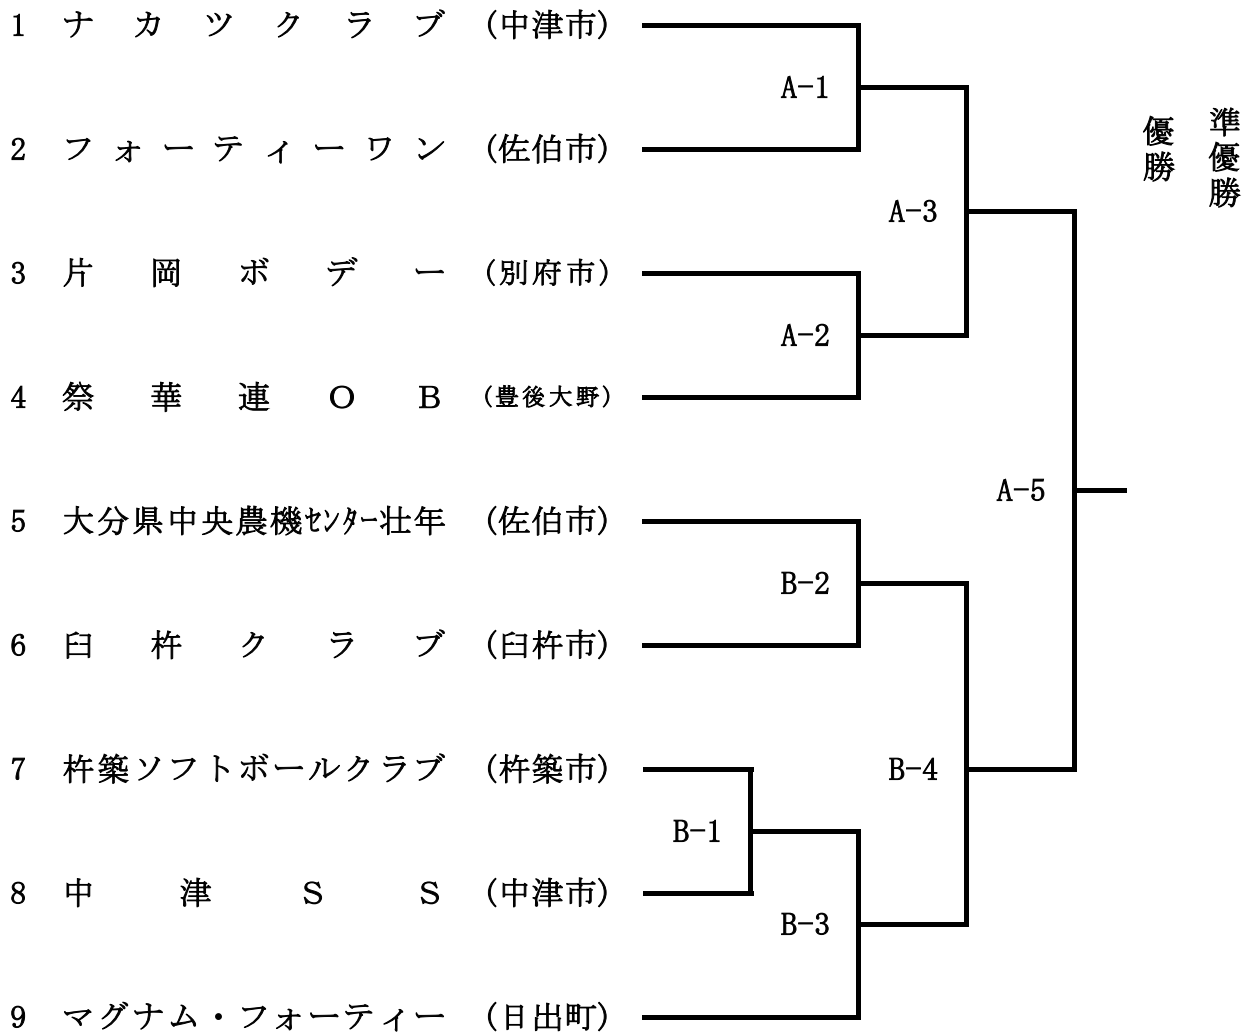 1 ナカツクラブ (中津市)
A-1
2 フォーティーワン (佐伯市)
優勝
準優勝
A-3
3 片岡ボデー (別府市)
A-2
4 祭華連OB (豊後大野)
A-5
5 大分県中央農機ｾﾝﾀｰ壮年 (佐伯市)
B-2
6 臼杵クラブ (臼杵市)
7 杵築ソフトボールクラブ (杵築市)
B-4
B-1
8 中津SS (中津市)
B-3
9 マグナム・フォーティー (日出町)